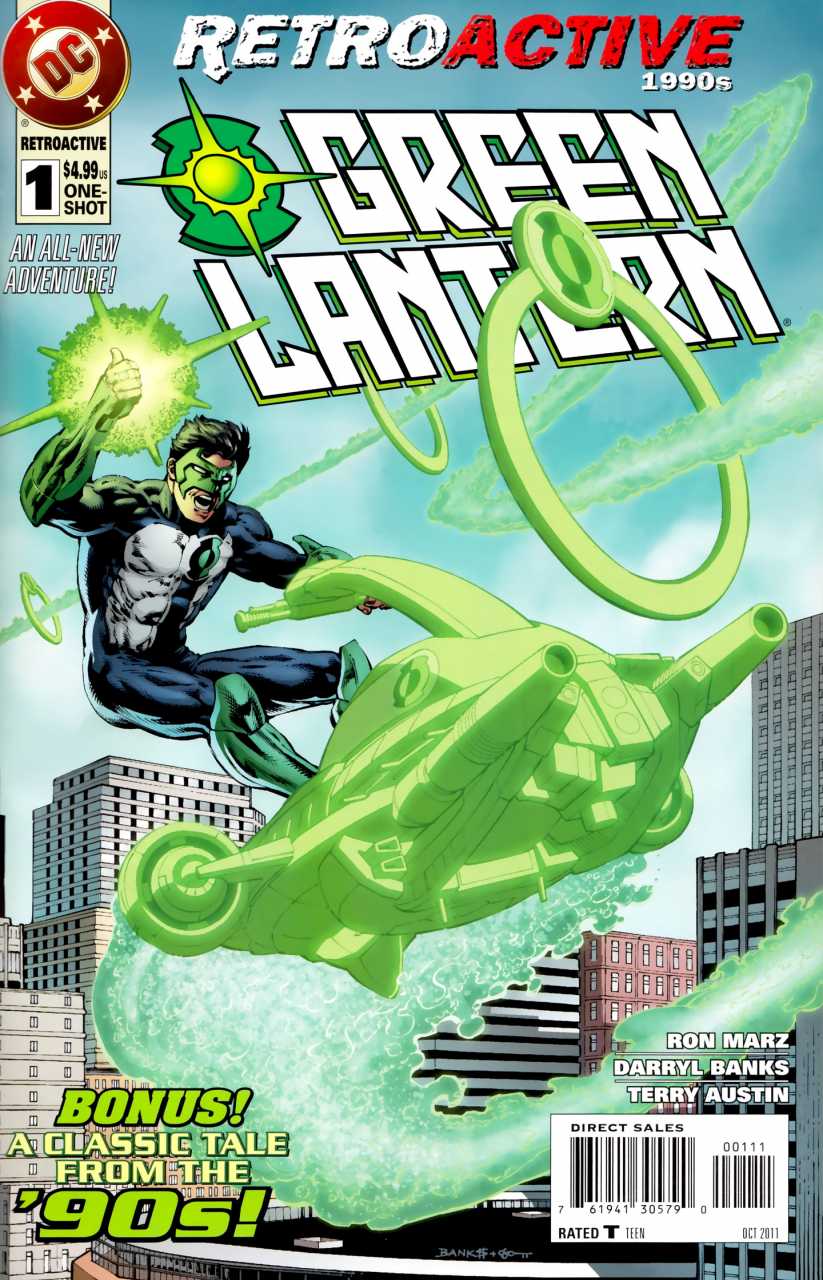 RETROACTIVE
1990s
DC
®
RETROACTIVE
1
$4.99 US
ONE-
SHOT
AN ALL-NEW
ADVENTURE!
GREEN
LANTERN®
RON MARZ
DARRYL BANKS
TERRY AUSTIN
BONUS!
A CLASSIC TALE
FROM THE
'90s!
DIRECT SALES
00111
7 61941 30579 0
RATED T TEEN
OCT 2011
BANKS +